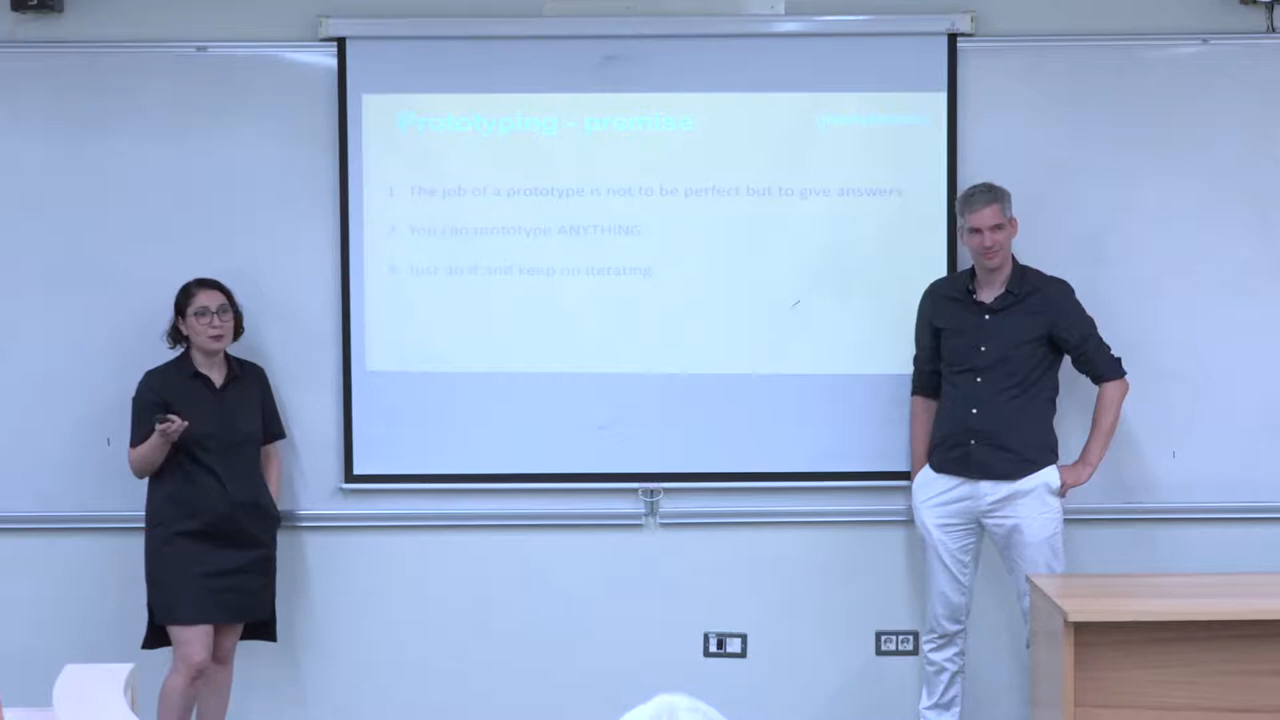 Prototyping - promise
1. The job of a prototype is not to be perfect but to give answers
2. You can prototype ANYTHING
3. Just do it and keep on iterating